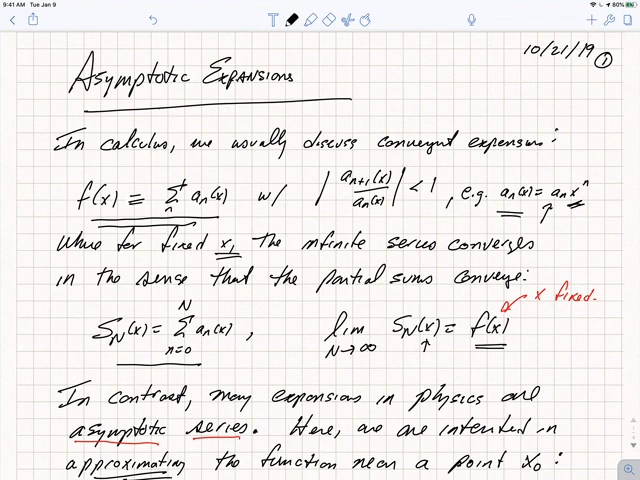 9:41 AM Tue Jan 9
80%
10/21/19 ①
Asymptotic Expansions
In calculus, we usually discuss convergent expansions:
f(x) = Σ_n a_n(x) w/ |a_{n+1}(x)/a_n(x)| < 1, e.g. a_n(x) = a_n x^n
where for fixed x, the infinite series converges
in the sense that the partial sums converge:
S_N(x) = Σ_{n=0}^{N} a_n(x), lim_{N→∞} S_N(x) = f(x)
x fixed.
In contrast, many expansions in physics are
asymptotic series. Here, we are interested in
approximating the function near a point x_0: